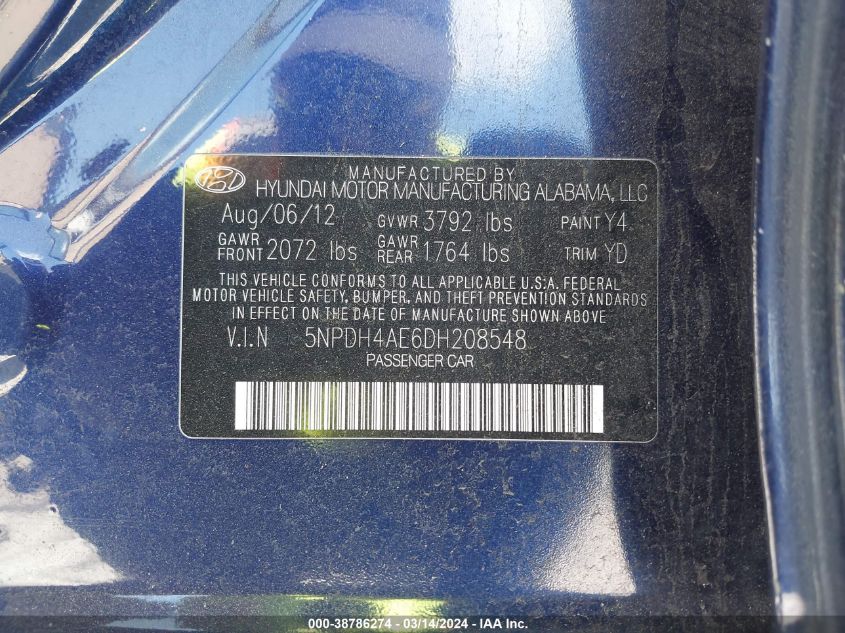 MANUFACTURED BY
HYUNDAI MOTOR MANUFACTURING ALABAMA, LLC
Aug/06/12 GVWR 3792 lbs PAINT Y4
GAWR FRONT 2072 lbs GAWR REAR 1764 lbs TRIM YD
THIS VEHICLE CONFORMS TO ALL APPLICABLE U.S.A. FEDERAL
MOTOR VEHICLE SAFETY, BUMPER, AND THEFT PREVENTION STANDARDS
IN EFFECT ON THE DATE OF MANUFACTURE SHOWN ABOVE
V.I.N 5NPDH4AE6DH208548
PASSENGER CAR
000-38786274 - 03/14/2024 - IAAI.com